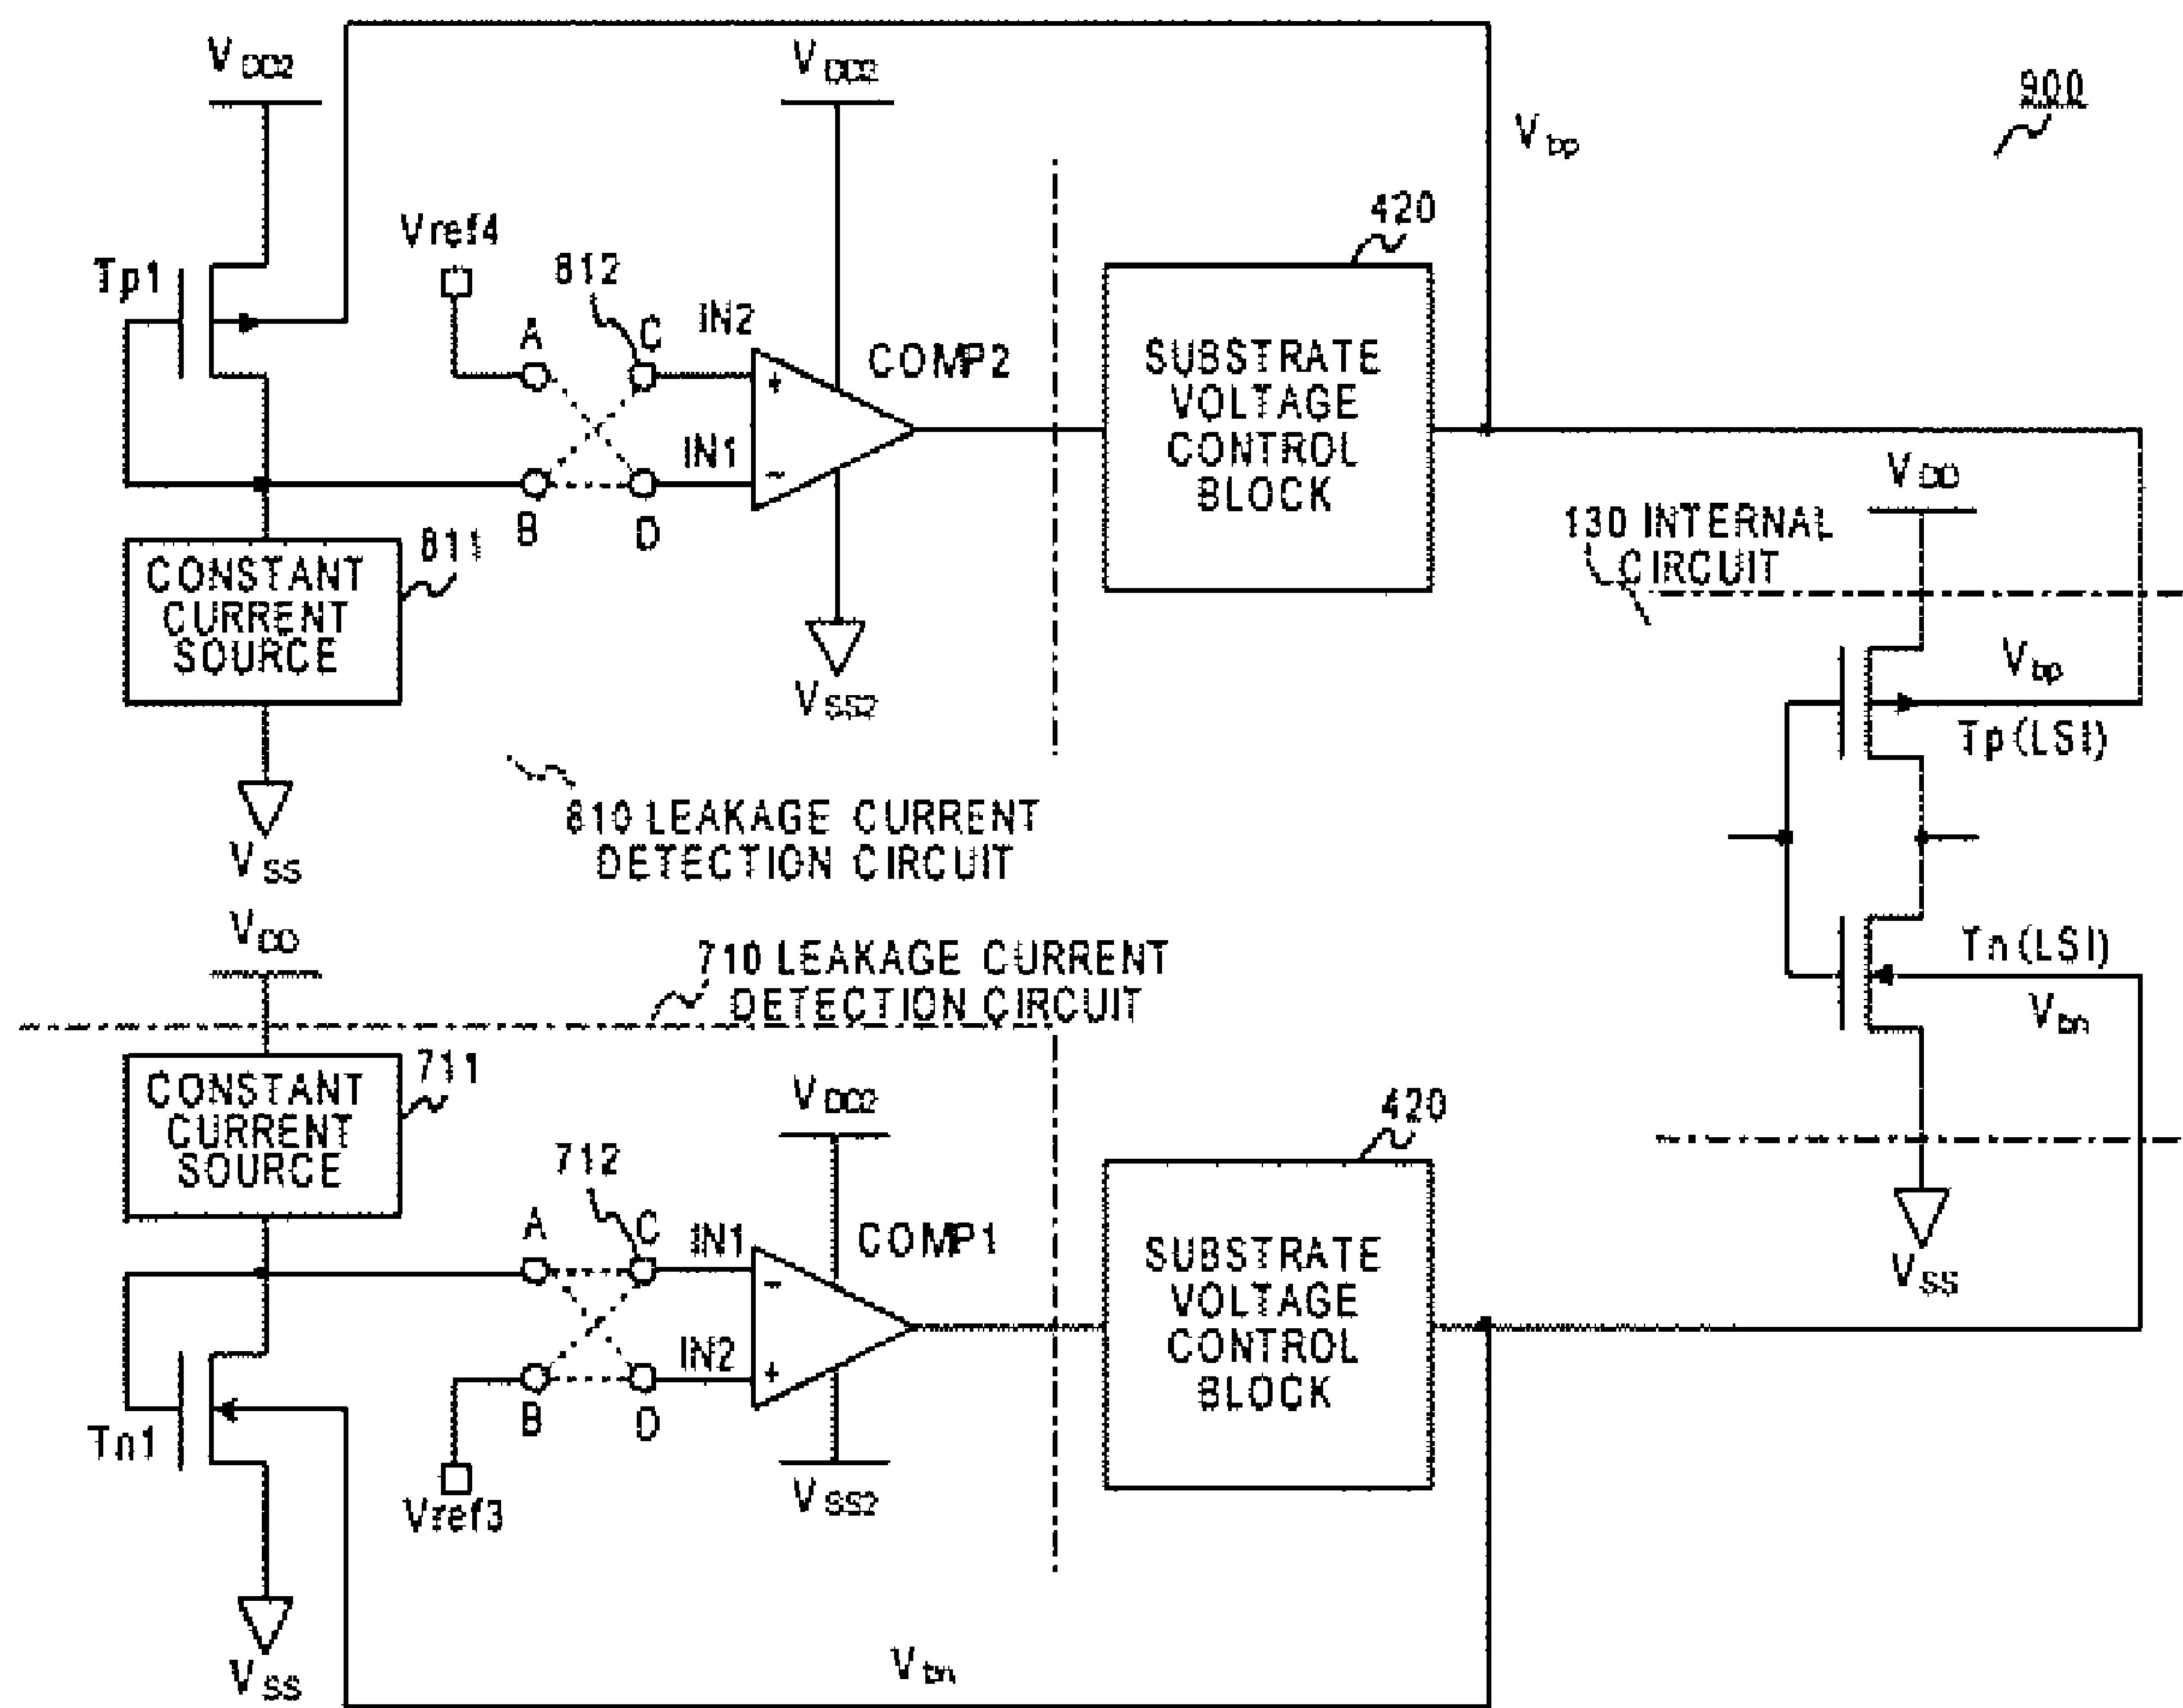 VDD2
VDD2
900
Vbp
420
Vref4
Tp1
812
A
C
IN2
+
COMP2
SUBSTRATE
VOLTAGE
CONTROL
BLOCK
IN1
-
B
D
VDD
130 INTERNAL
CIRCUIT
811
CONSTANT
CURRENT
SOURCE
VSS2
Vbp
Tp(LSI)
VSS
810 LEAKAGE CURRENT
DETECTION CIRCUIT
VDD
710 LEAKAGE CURRENT
DETECTION CIRCUIT
Tn(LSI)
Vbn
711
CONSTANT
CURRENT
SOURCE
VDD2
420
712
A
C
IN1
-
COMP1
SUBSTRATE
VOLTAGE
CONTROL
BLOCK
VSS
IN2
+
B
D
Tn1
Vref3
VSS2
VSS
Vbn